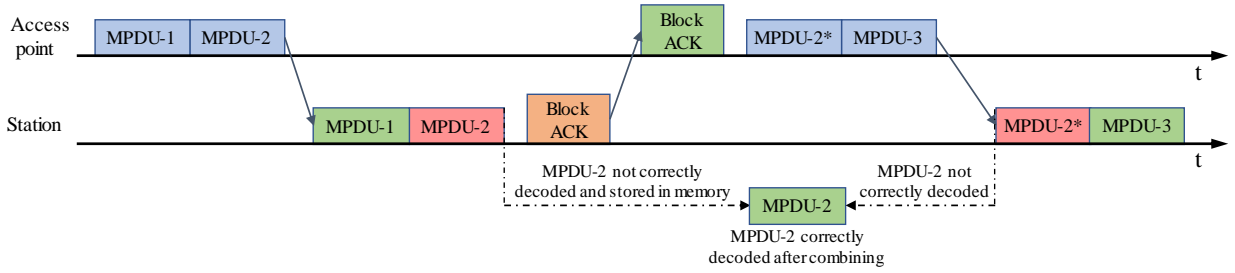 Access
point
MPDU-1
MPDU-2
Block
ACK
MPDU-2*
MPDU-3
t
Station
MPDU-1
MPDU-2
Block
ACK
MPDU-2*
MPDU-3
t
MPDU-2 not correctly
decoded and stored in memory
MPDU-2 not
correctly decoded
MPDU-2
MPDU-2 correctly
decoded after combining